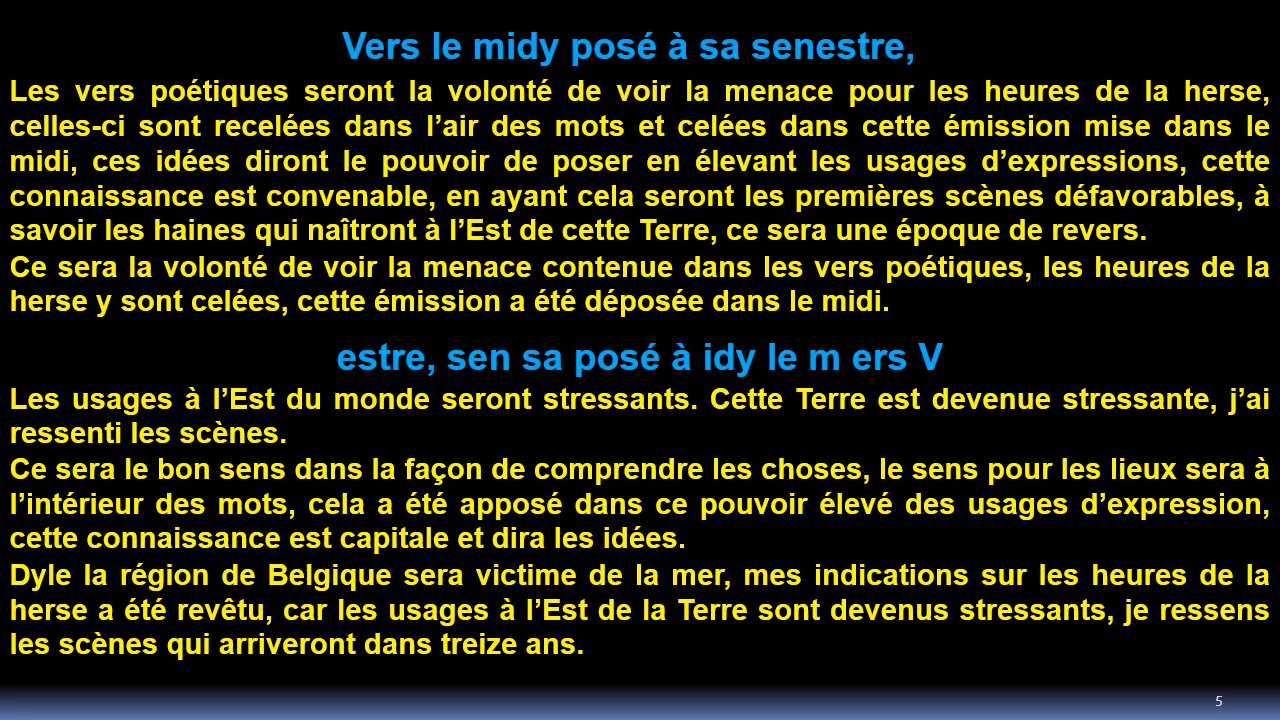 Vers le midy posé à sa senestre,
Les vers poétiques seront la volonté de voir la menace pour les heures de la herse,
celles-ci sont recelées dans l’air des mots et celées dans cette émission mise dans le
midi, ces idées diront le pouvoir de poser en élevant les usages d’expressions, cette
connaissance est convenable, en ayant cela seront les premières scènes défavorables, à
savoir les haines qui naîtront à l’Est de cette Terre, ce sera une époque de revers.
Ce sera la volonté de voir la menace contenue dans les vers poétiques, les heures de la
herse y sont celées, cette émission a été déposée dans le midi.
estre, sen sa posé à idy le m ers V
Les usages à l’Est du monde seront stressants. Cette Terre est devenue stressante, j’ai
ressenti les scènes.
Ce sera le bon sens dans la façon de comprendre les choses, le sens pour les lieux sera à
l’intérieur des mots, cela a été apposé dans ce pouvoir élevé des usages d’expression,
cette connaissance est capitale et dira les idées.
Dyle la région de Belgique sera victime de la mer, mes indications sur les heures de la
herse a été revêtu, car les usages à l’Est de la Terre sont devenus stressants, je ressens
les scènes qui arriveront dans treize ans.
5